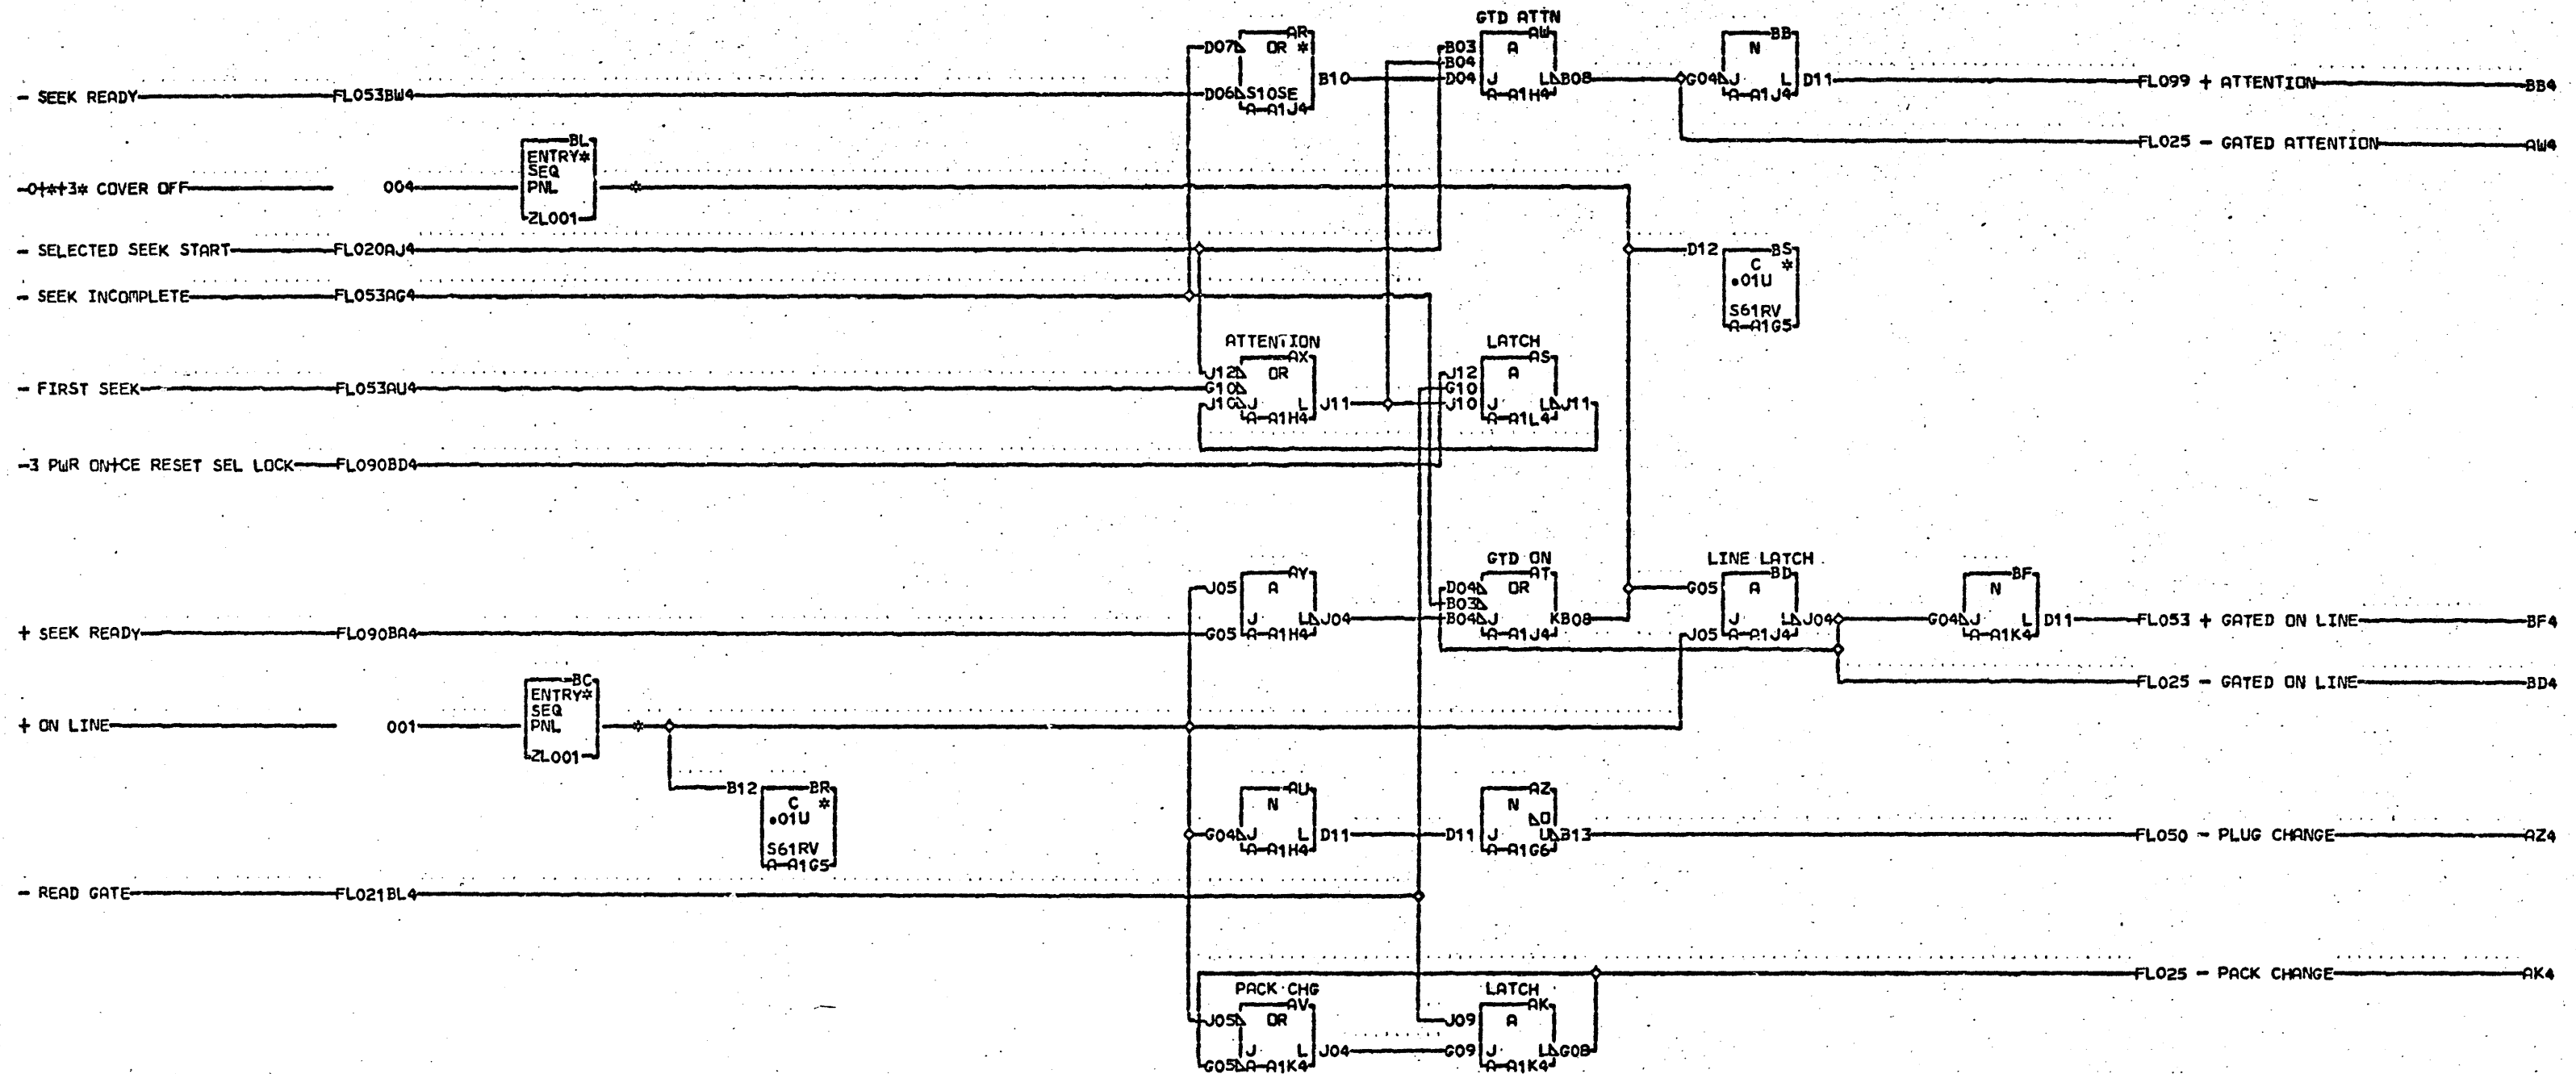 GTD ATTN
AR AW BB
D07 OR * B03 A N
B04
- SEEK READY FL053BW4 D06 S10SE B10 D04 J L B08 G04 J L D11 FL099 + ATTENTION BB4
A-A1J4 A-A1H4 A-A1J4
FL025 - GATED ATTENTION AW4
BL
ENTRY*
SEQ
COVER OFF 004 PNL *
ZL001
- SELECTED SEEK START FL020AJ4 D12 BS
C *
.01U
- SEEK INCOMPLETE FL053AG4
S61RV
A-A1G5
ATTENTION LATCH
AX AS
J12 OR J12 A
- FIRST SEEK FL053AU4 G10 G10
J10 J L J11 J10 J L J11
A-A1H4 A-A1L4
-3 PWR ON+CE RESET SEL LOCK FL090BD4
GTD ON LINE LATCH
AY AT BD BF
J05 A D04 OR G05 A N
B03
J L J04 B04 J K B08 J L J04 G04 J L D11 FL053 + GATED ON LINE BF4
+ SEEK READY FL090BA4 G05 A-A1H4 A-A1J4 J05 A-A1J4 A-A1K4
FL025 - GATED ON LINE BD4
BC
ENTRY*
SEQ
+ ON LINE 001 PNL *
ZL001
B12 BR AU AZ
C * N N
.01U
G04 J L D11 D11 J B13 FL050 - PLUG CHANGE AZ4
S61RV A-A1H4 A-A1G6
A-A1G5
- READ GATE FL021BL4
FL025 - PACK CHANGE AK4
PACK CHG LATCH
AV AK
J05 OR J09 A
J L J04 G09 J L G08
G05 A-A1K4 A-A1K4